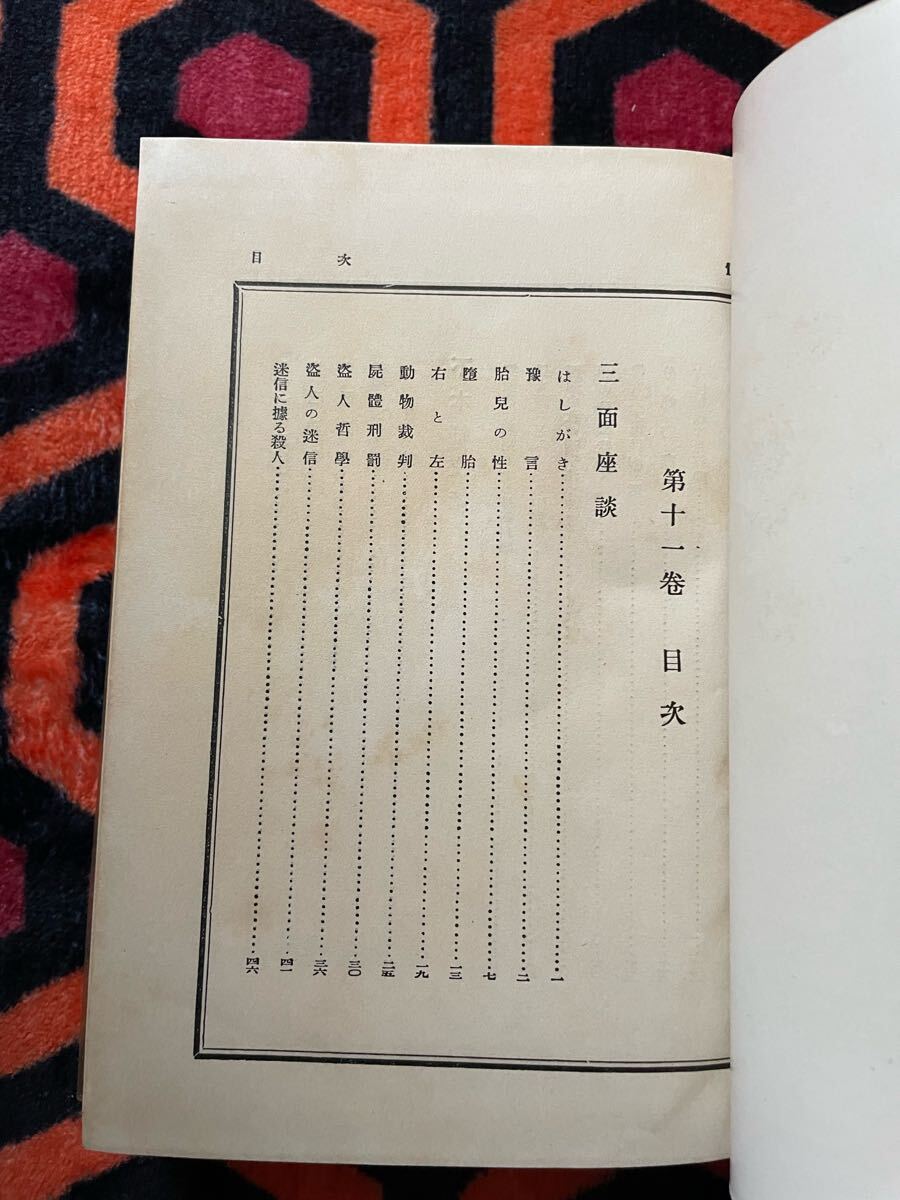 目次
第十一卷 目次
三面座談
はしがき……一
豫言……二
胎兒の性……七
墮胎……一三
右と左……一九
動物裁判……二五
屍體刑罰……三〇
盜人哲學……三六
盜人の迷信……四一
迷信に據る殺人……四六